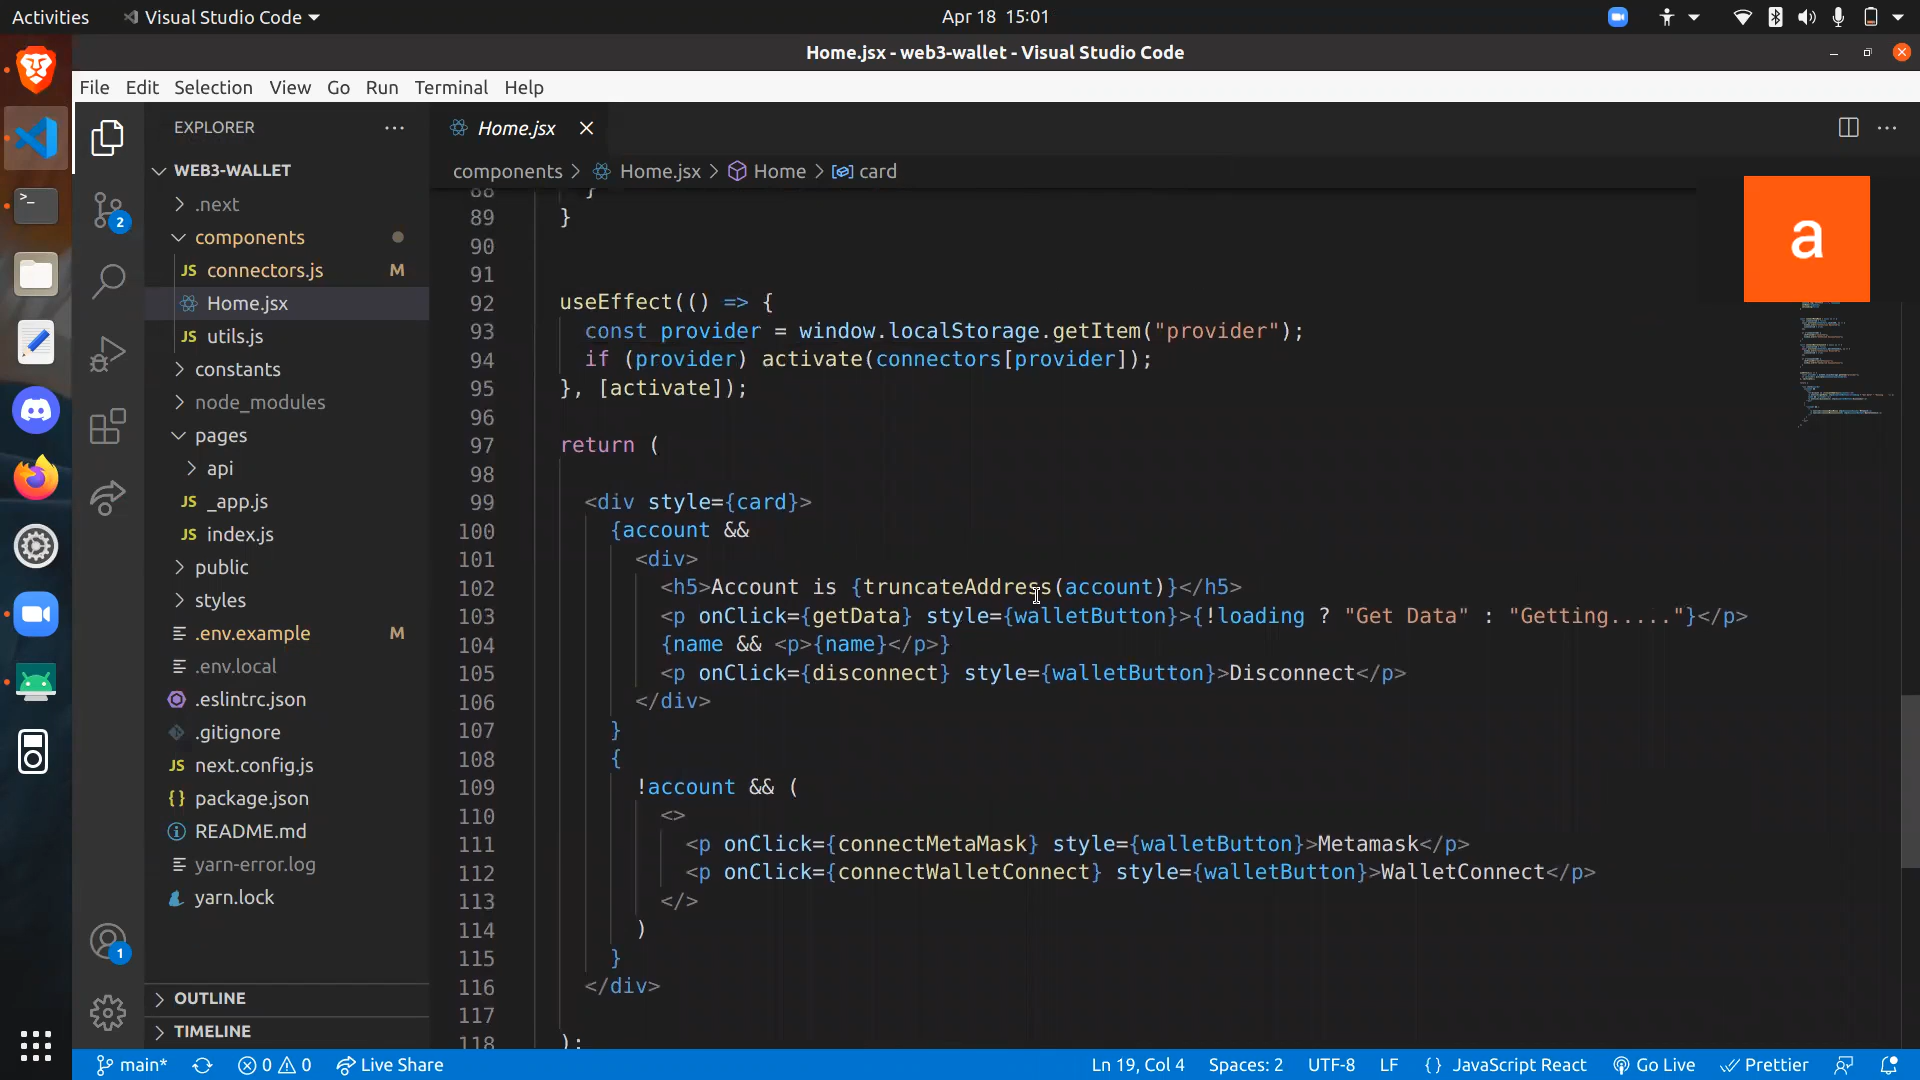 Activities
Visual Studio Code
Apr 18 15:01
Home.jsx - web3-wallet - Visual Studio Code
File Edit Selection View Go Run Terminal Help
EXPLORER
WEB3-WALLET
.next
components
JS connectors.js M
Home.jsx
JS utils.js
constants
node_modules
pages
api
JS _app.js
JS index.js
public
styles
.env.example M
.env.local
.eslintrc.json
.gitignore
JS next.config.js
{} package.json
README.md
yarn-error.log
yarn.lock
OUTLINE
TIMELINE
2
1
Home.jsx
components > Home.jsx > Home > card
a
88 }
89 }
90
91
92 useEffect(() => {
93 const provider = window.localStorage.getItem("provider");
94 if (provider) activate(connectors[provider]);
95 }, [activate]);
96
97 return (
98
99 <div style={card}>
100 {account &&
101 <div>
102 <h5>Account is {truncateAddress(account)}</h5>
103 <p onClick={getData} style={walletButton}>{!loading ? "Get Data" : "Getting....."}</p>
104 {name && <p>{name}</p>}
105 <p onClick={disconnect} style={walletButton}>Disconnect</p>
106 </div>
107 }
108 {
109 !account && (
110 <>
111 <p onClick={connectMetaMask} style={walletButton}>Metamask</p>
112 <p onClick={connectWalletConnect} style={walletButton}>WalletConnect</p>
113 </>
114 )
115 }
116 </div>
117
118 );
main* 0 0 Live Share Ln 19, Col 4 Spaces: 2 UTF-8 LF {} JavaScript React Go Live Prettier